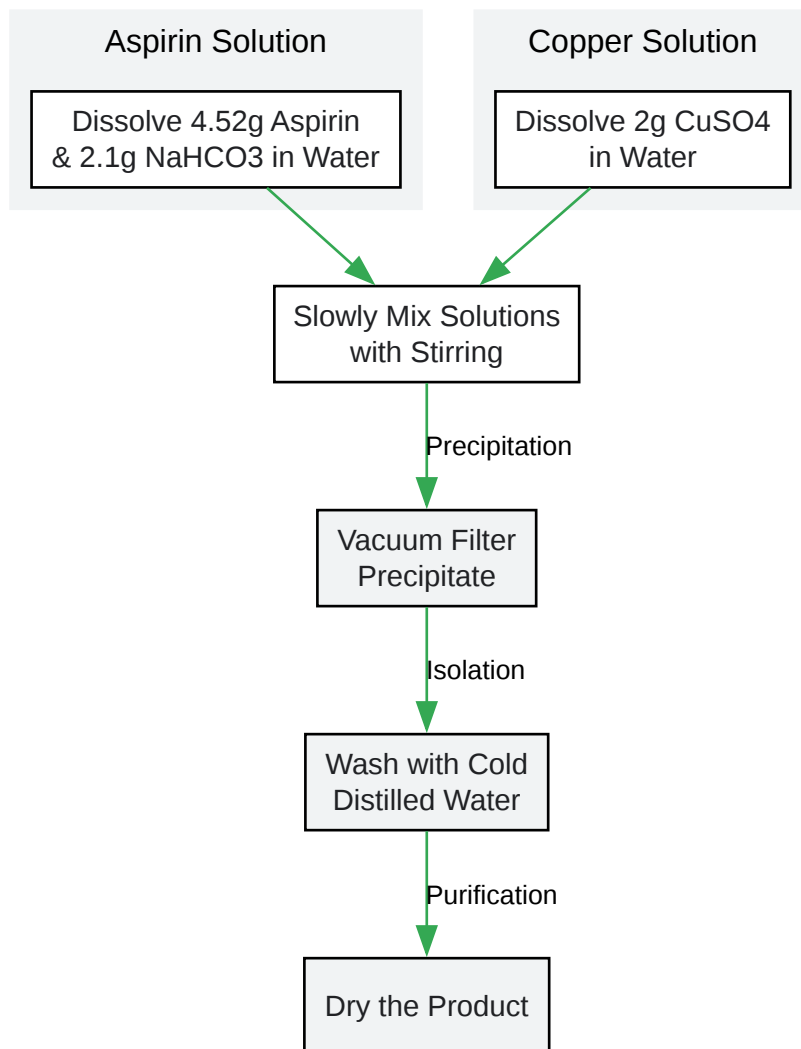 Aspirin Solution
Copper Solution
Dissolve 4.52g Aspirin
& 2.1g NaHCO3 in Water
Dissolve 2g CuSO4
in Water
Slowly Mix Solutions
with Stirring
Precipitation
Vacuum Filter
Precipitate
Isolation
Wash with Cold
Distilled Water
Purification
Dry the Product